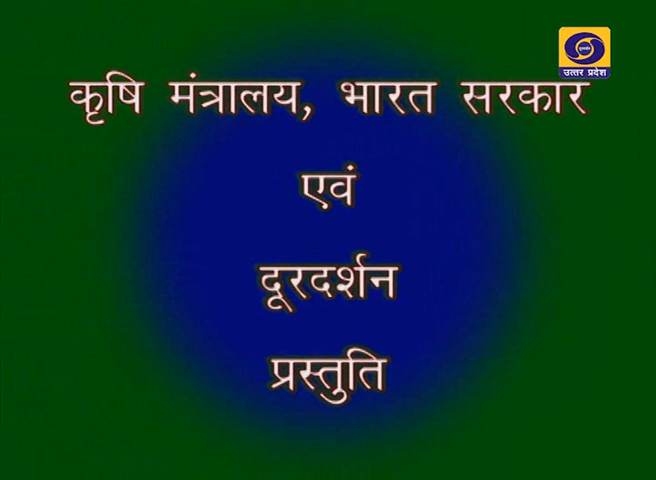 उत्तर प्रदेश
कृषि मंत्रालय, भारत सरकार
एवं
दूरदर्शन
प्रस्तुति